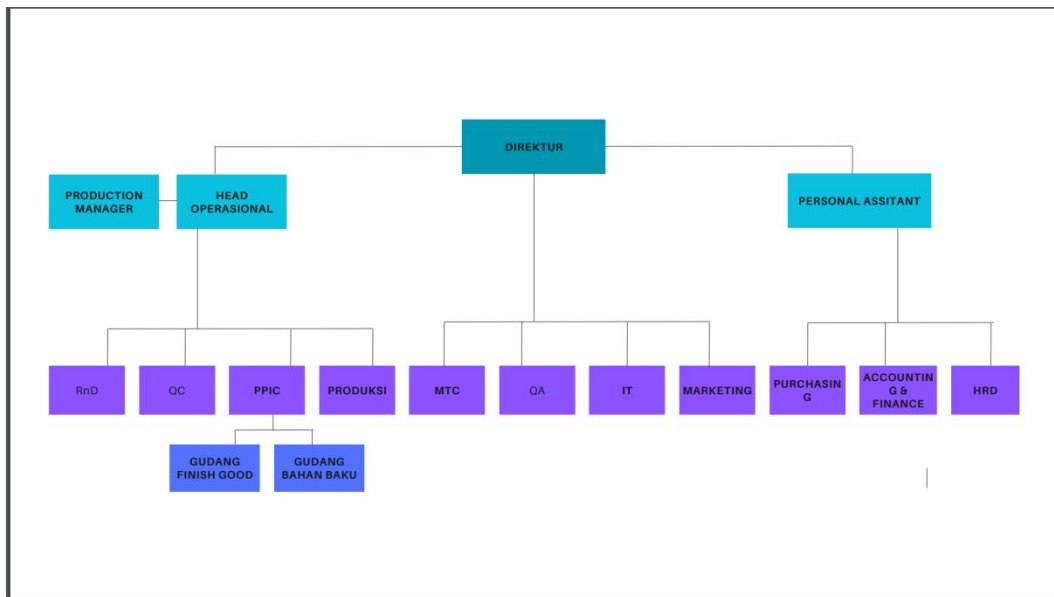 DIREKTUR
PRODUCTION
MANAGER
HEAD
OPERASIONAL
PERSONAL ASSITANT
RnD
QC
PPIC
PRODUKSI
MTC
QA
IT
MARKETING
PURCHASIN
G
ACCOUNTIN
G &
FINANCE
HRD
GUDANG
FINISH GOOD
GUDANG
BAHAN BAKU